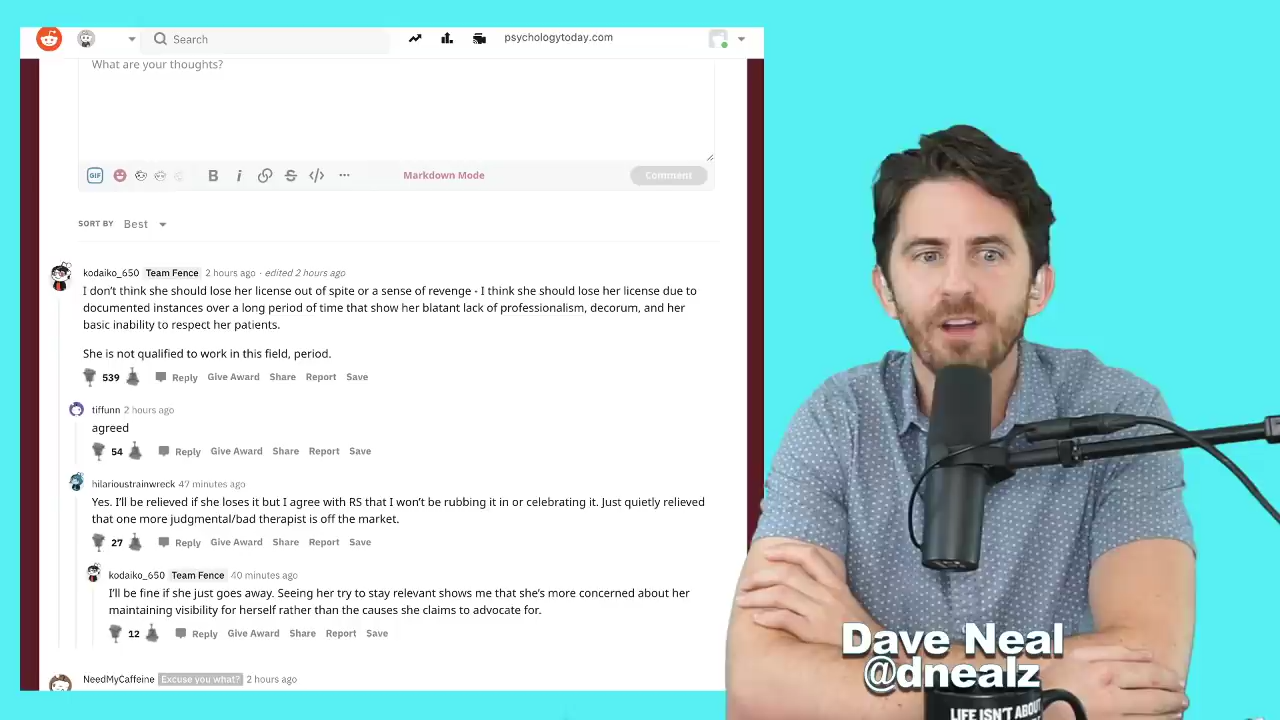 Search
psychologytoday.com
What are your thoughts?
GIF
B i
Markdown Mode
Comment
SORT BY Best
kodaiko_650 Team Fence 2 hours ago · edited 2 hours ago
I don't think she should lose her license out of spite or a sense of revenge - I think she should lose her license due to
documented instances over a long period of time that show her blatant lack of professionalism, decorum, and her
basic inability to respect her patients.
She is not qualified to work in this field, period.
539 Reply Give Award Share Report Save
tiffunn 2 hours ago
agreed
54 Reply Give Award Share Report Save
hilarioustrainwreck 47 minutes ago
Yes. I'll be relieved if she loses it but I agree with RS that I won't be rubbing it in or celebrating it. Just quietly relieved
that one more judgmental/bad therapist is off the market.
27 Reply Give Award Share Report Save
kodaiko_650 Team Fence 40 minutes ago
I'll be fine if she just goes away. Seeing her try to stay relevant shows me that she's more concerned about her
maintaining visibility for herself rather than the causes she claims to advocate for.
12 Reply Give Award Share Report Save
NeedMyCaffeine Excuse you what? 2 hours ago
Dave Neal
@dnealz
LIFE ISN'T ABOUT